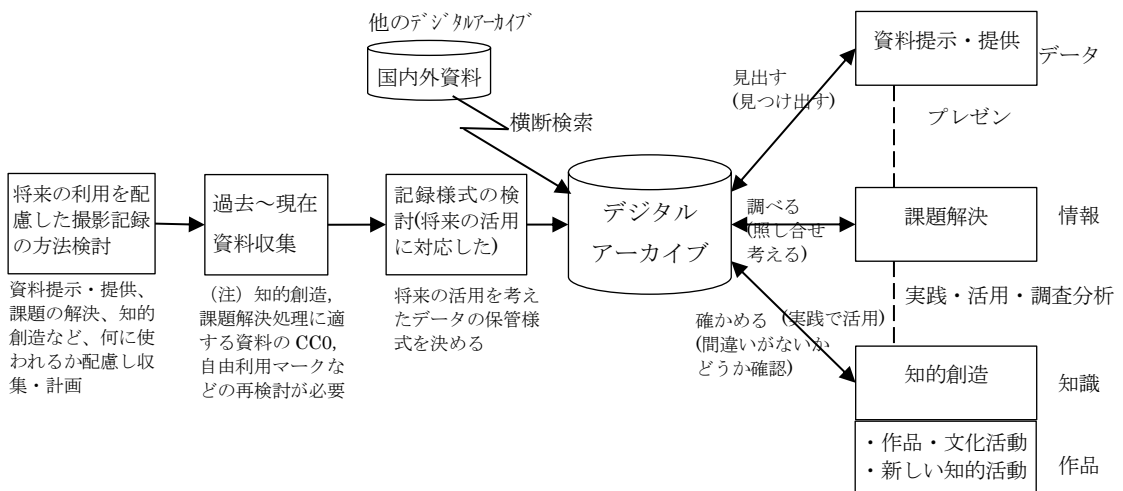 他のデジタルアーカイブ
国内外資料
横断検索
将来の利用を配
慮した撮影記録
の方法検討
資料提示・提供、
課題の解決、知的
創造など、何に使
われるか配慮し収
集・計画
過去～現在
資料収集
（注）知的創造，
課題解決処理に適
する資料の CC0,
自由利用マークな
どの再検討が必要
記録様式の検
討(将来の活用
に対応した)
将来の活用を考え
たデータの保管様
式を決める
デジタル
アーカイブ
見出す
(見つけ出す)
調べる
(照し合せ
考える)
確かめる (実践で活用)
(間違いがないか
どうか確認)
資料提示・提供
データ
プレゼン
課題解決
情報
実践・活用・調査分析
知的創造
知識
・作品・文化活動
・新しい知的活動
作品